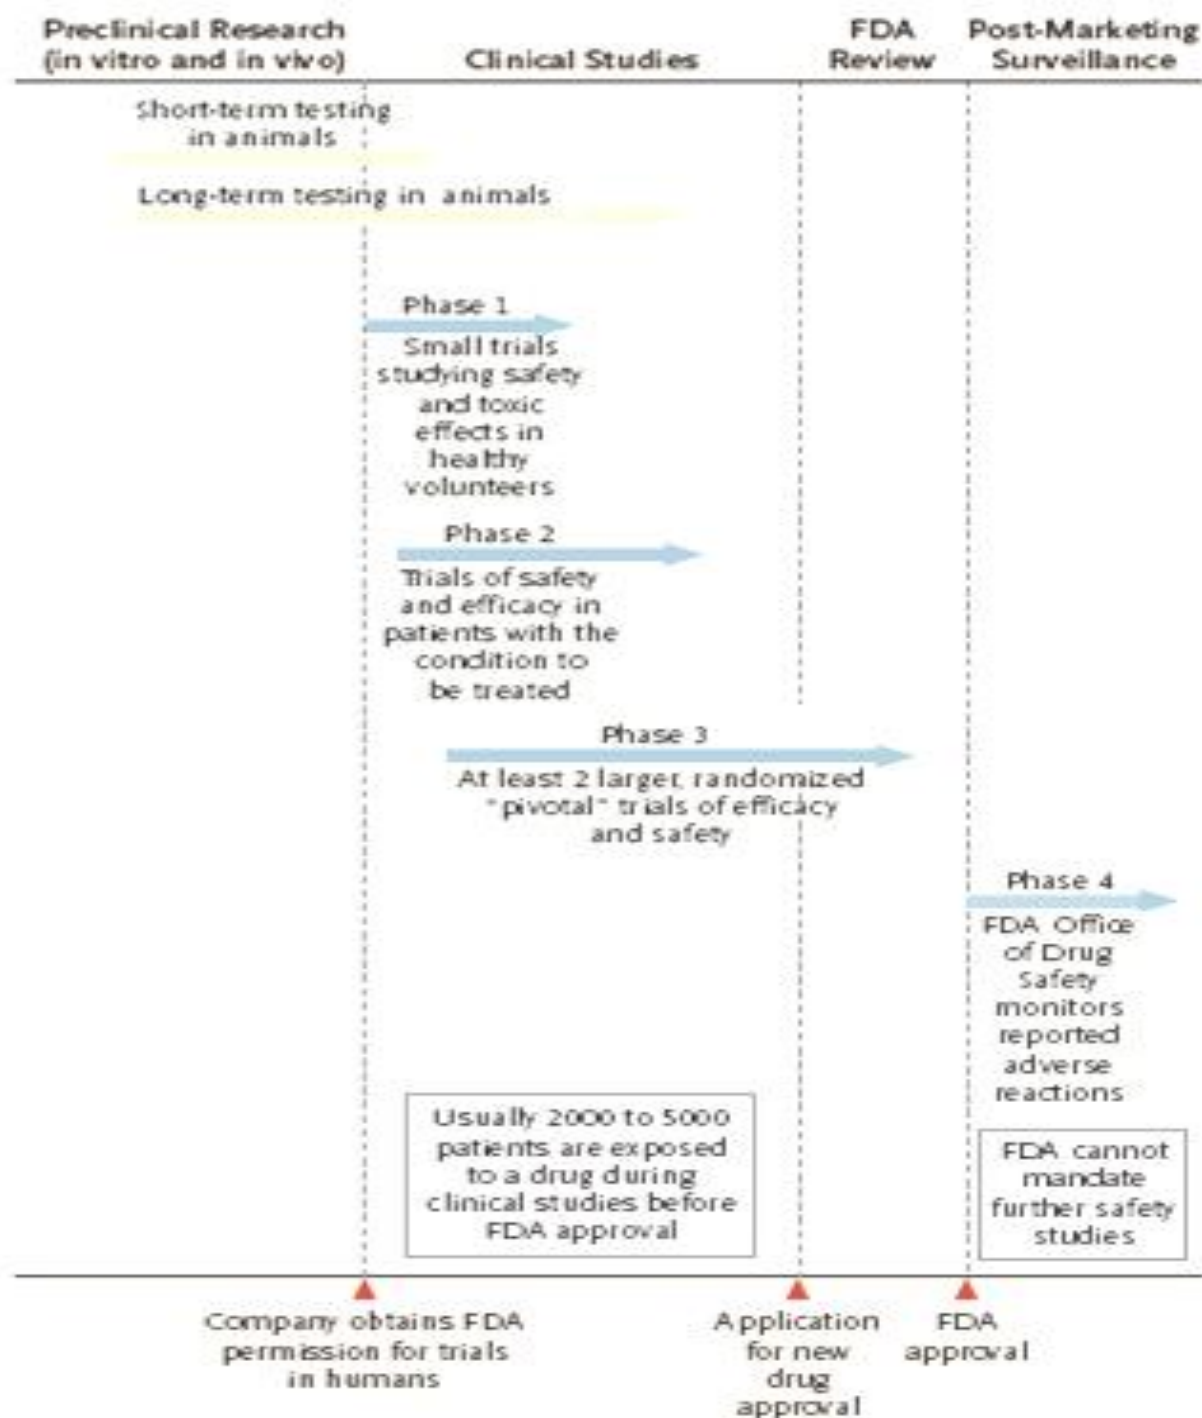 Preclinical Research
(in vitro and in vivo)
Clinical Studies
FDA
Review
Post-Marketing
Surveillance
Short-term testing
in animals
Long-term testing in animals
Phase 1
Small trials
studying safety
and toxic
effects in
healthy
volunteers
Phase 2
Trials of safety
and efficacy in
patients with the
condition to
be treated
Phase 3
At least 2 larger, randomized
"pivotal" trials of efficacy
and safety
Phase 4
FDA Office
of Drug
Safety
monitors
reported
adverse
reactions
Usually 2000 to 5000
patients are exposed
to a drug during
clinical studies before
FDA approval
FDA cannot
mandate
further safety
studies
Company obtains FDA
permission for trials
in humans
Application
for new
drug
approval
FDA
approval